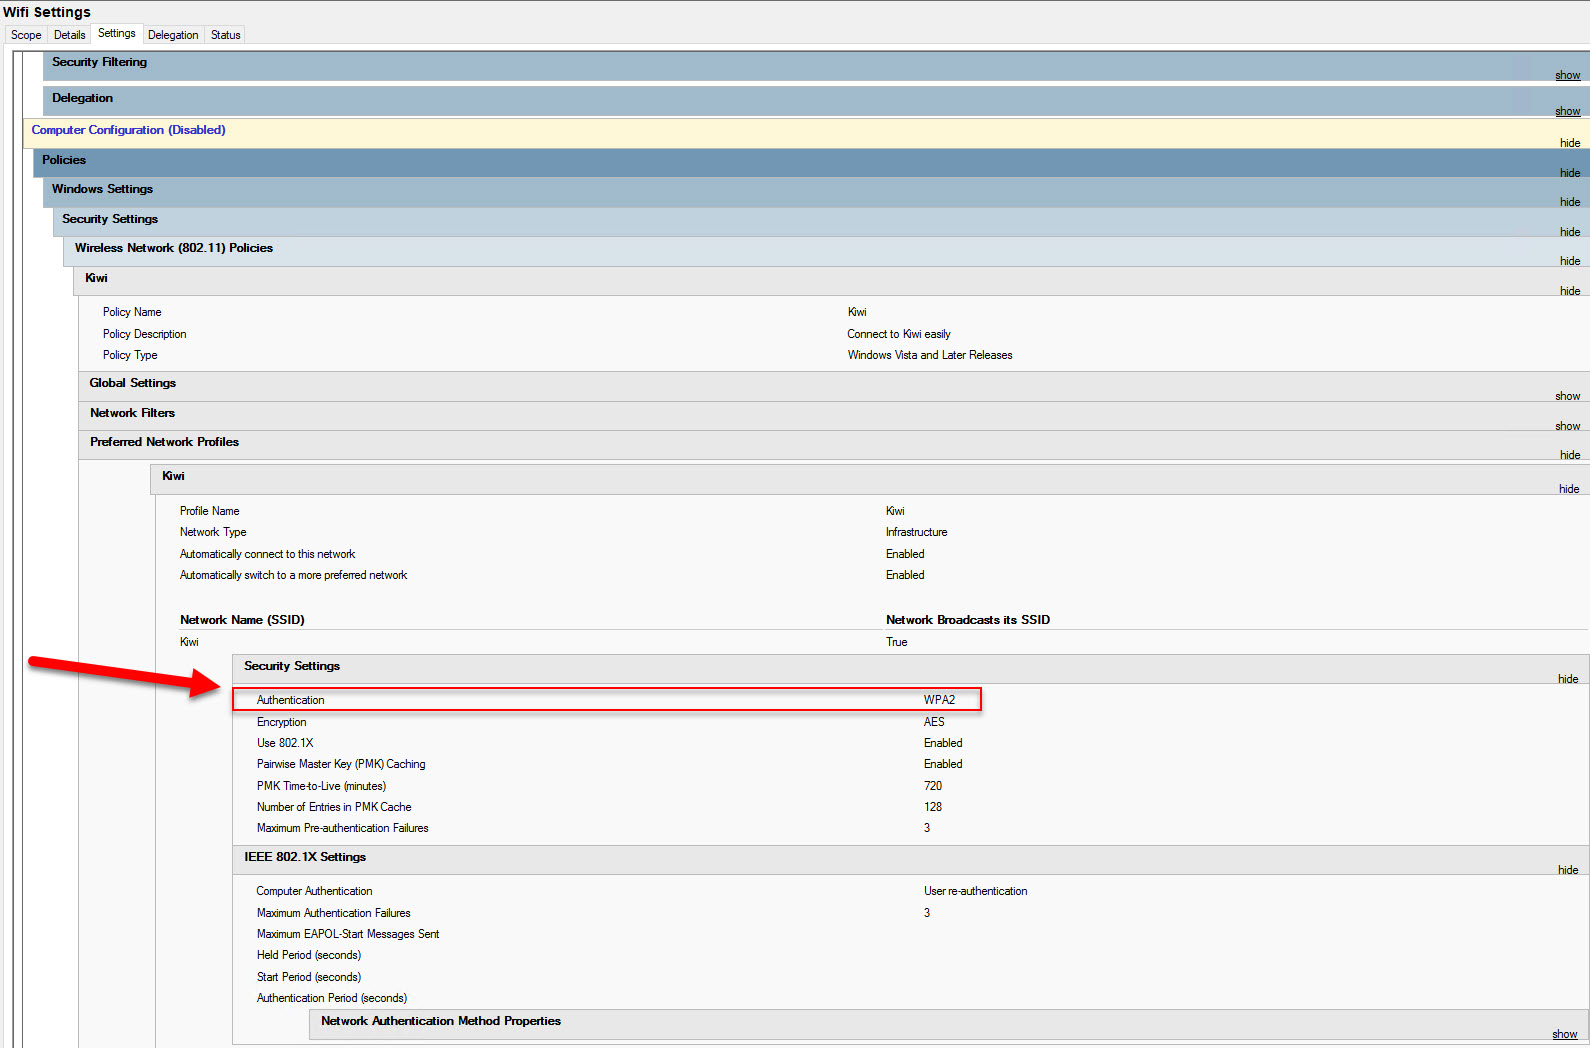 Wifi Settings
Scope Details Settings Delegation Status
Security Filtering
show
Delegation
show
Computer Configuration (Disabled)
hide
Policies
hide
Windows Settings
hide
Security Settings
hide
Wireless Network (802.11) Policies
hide
Kiwi
hide
Policy Name Kiwi
Policy Description Connect to Kiwi easily
Policy Type Windows Vista and Later Releases
Global Settings
show
Network Filters
show
Preferred Network Profiles
hide
Kiwi
hide
Profile Name Kiwi
Network Type Infrastructure
Automatically connect to this network Enabled
Automatically switch to a more preferred network Enabled
Network Name (SSID) Network Broadcasts its SSID
Kiwi True
Security Settings
hide
Authentication WPA2
Encryption AES
Use 802.1X Enabled
Pairwise Master Key (PMK) Caching Enabled
PMK Time-to-Live (minutes) 720
Number of Entries in PMK Cache 128
Maximum Pre-authentication Failures 3
IEEE 802.1X Settings
hide
Computer Authentication User re-authentication
Maximum Authentication Failures 3
Maximum EAPOL-Start Messages Sent
Held Period (seconds)
Start Period (seconds)
Authentication Period (seconds)
Network Authentication Method Properties
show